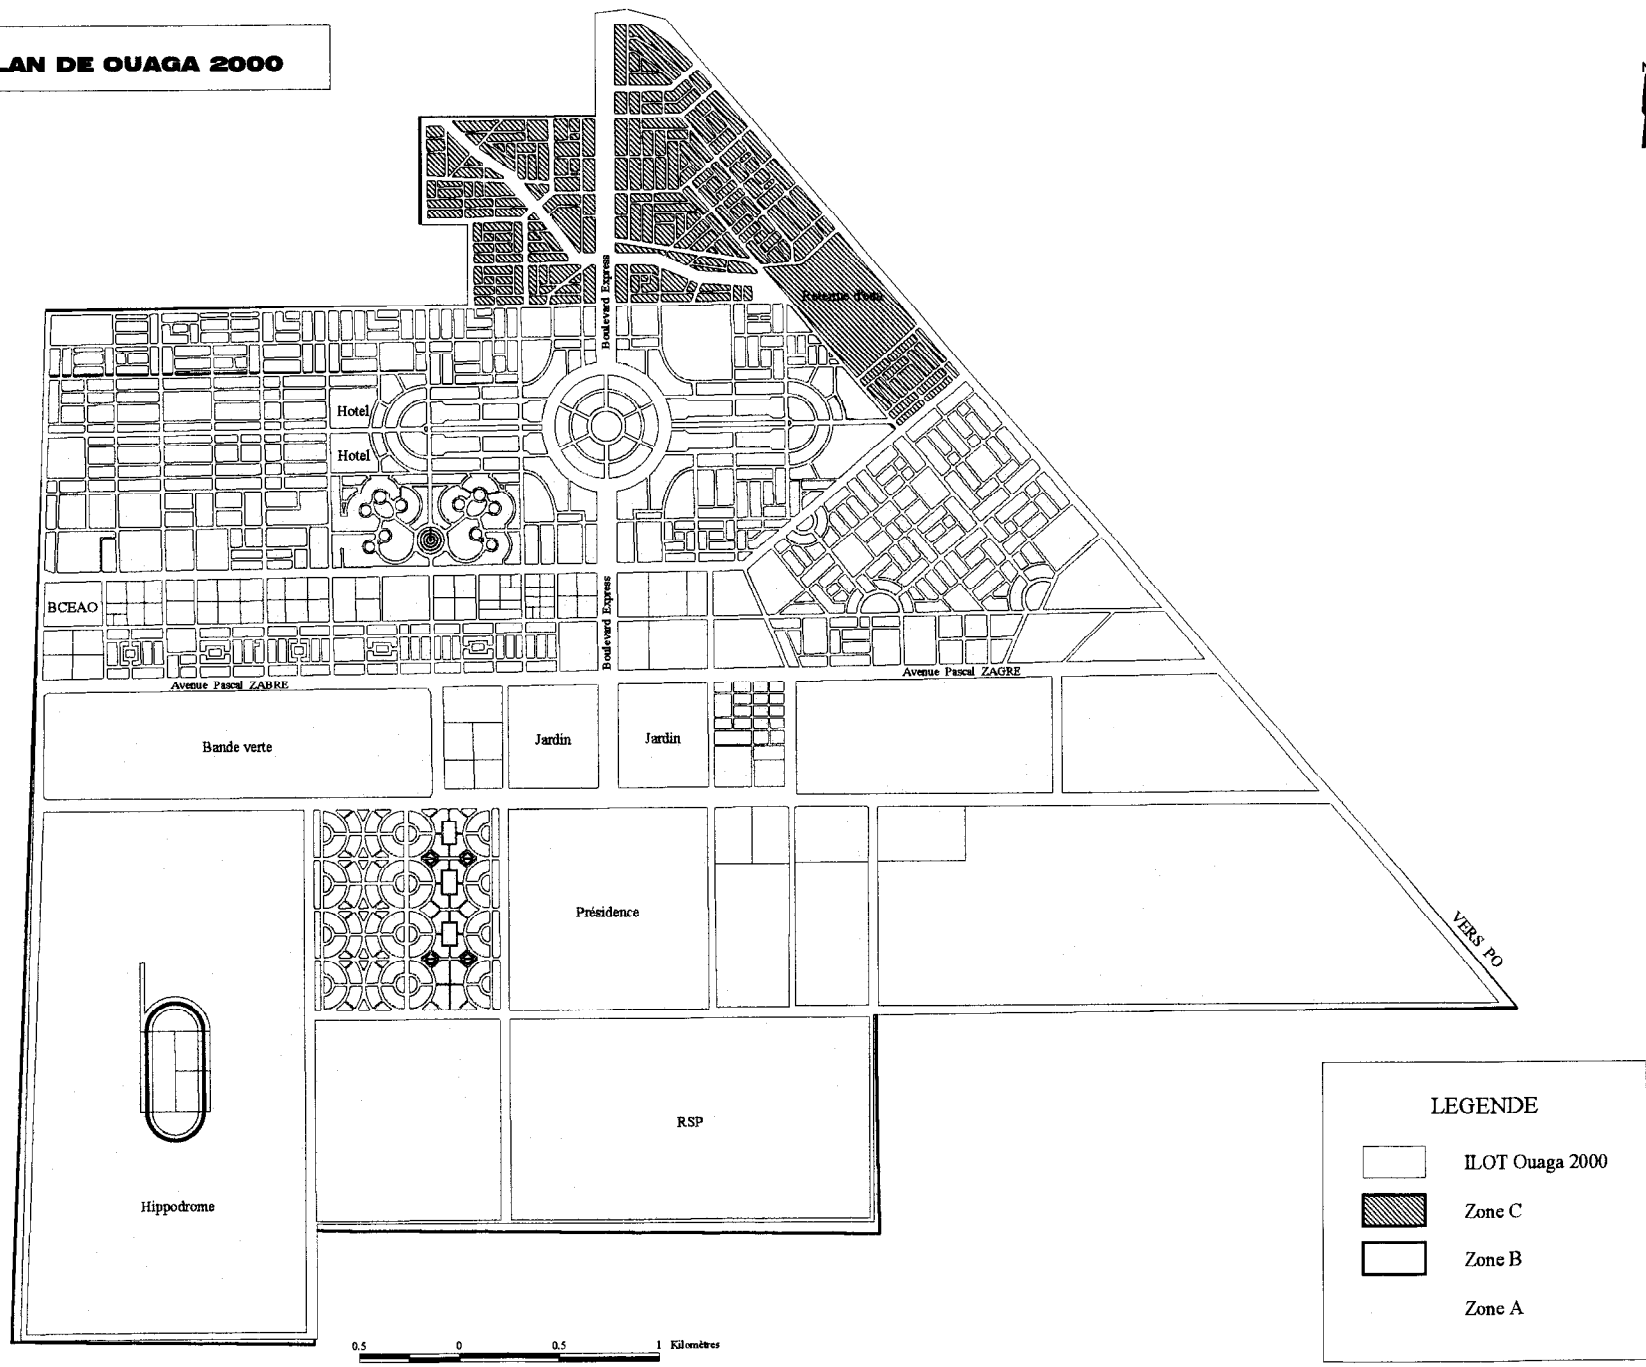 LAN DE OUAGA 2000
N
Boulevard Express
Retenue d'eau
Hotel
Hotel
BCEAO
Boulevard Express
Avenue Pascal ZABRE
Avenue Pascal ZAGRE
Bande verte
Jardin
Jardin
Présidence
VERS PO
RSP
Hippodrome
LEGENDE
ILOT Ouaga 2000
Zone C
Zone B
Zone A
0.5 0 0.5 1 Kilomètres